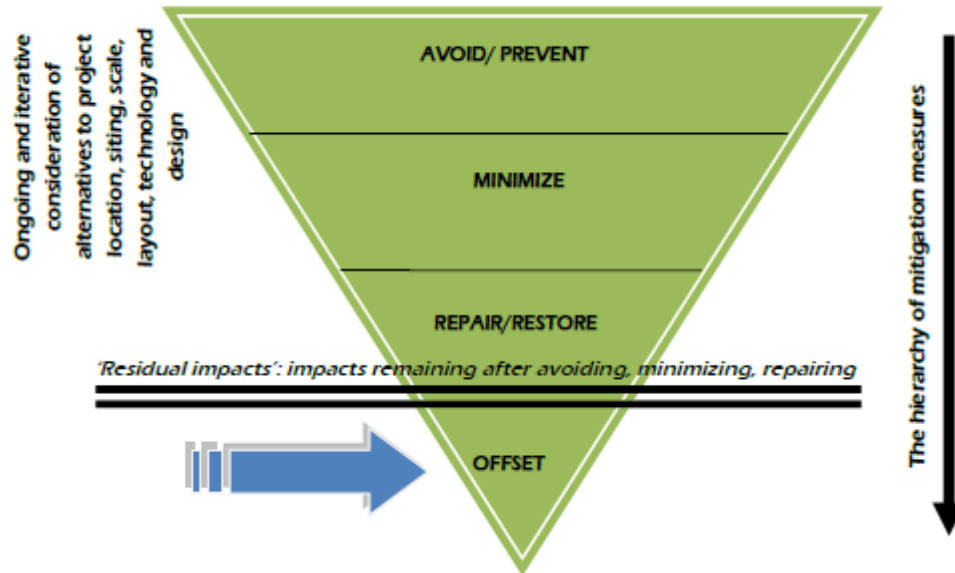 Ongoing and iterative
consideration of
alternatives to project
location, siting, scale,
layout, technology and
design
AVOID/ PREVENT
MINIMIZE
REPAIR/RESTORE
‘Residual impacts’: impacts remaining after avoiding, minimizing, repairing
OFFSET
The hierarchy of mitigation measures